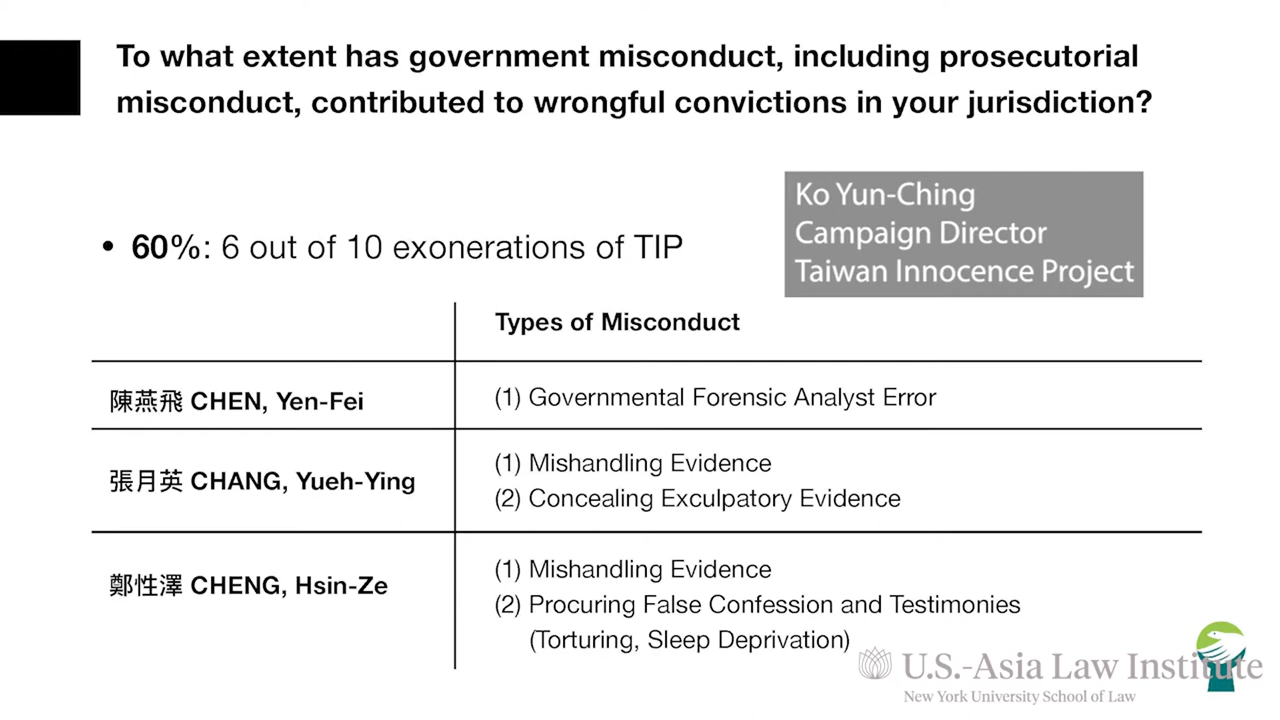 To what extent has government misconduct, including prosecutorial
misconduct, contributed to wrongful convictions in your jurisdiction?
Ko Yun-Ching
Campaign Director
Taiwan Innocence Project
• 60%: 6 out of 10 exonerations of TIP
Types of Misconduct
陳燕飛 CHEN, Yen-Fei
(1) Governmental Forensic Analyst Error
張月英 CHANG, Yueh-Ying
(1) Mishandling Evidence
(2) Concealing Exculpatory Evidence
鄭性澤 CHENG, Hsin-Ze
(1) Mishandling Evidence
(2) Procuring False Confession and Testimonies
(Torturing, Sleep Deprivation)
U.S.-Asia Law Institute
New York University School of Law